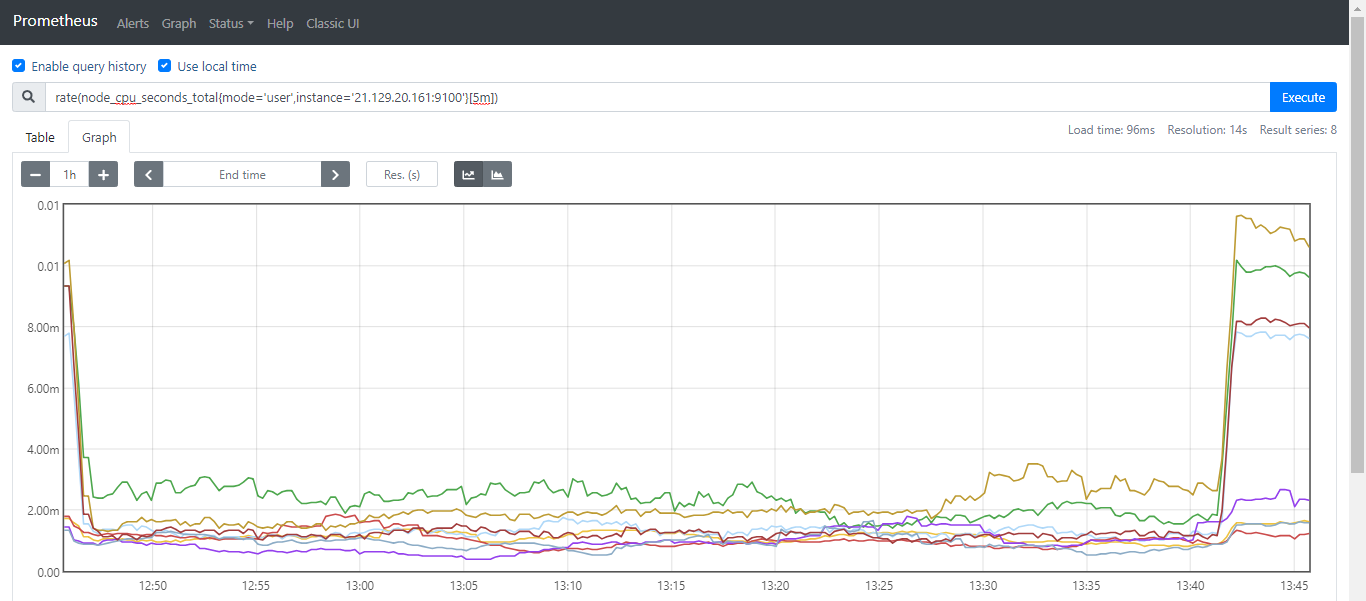 Prometheus Alerts Graph Status Help Classic UI
Enable query history Use local time
rate(node_cpu_seconds_total{mode='user',instance='21.129.20.161:9100'}[5m]) Execute
Table Graph Load time: 96ms Resolution: 14s Result series: 8
1h End time Res. (s)
0.01
0.01
8.00m
6.00m
4.00m
2.00m
0.00
12:50 12:55 13:00 13:05 13:10 13:15 13:20 13:25 13:30 13:35 13:40 13:45